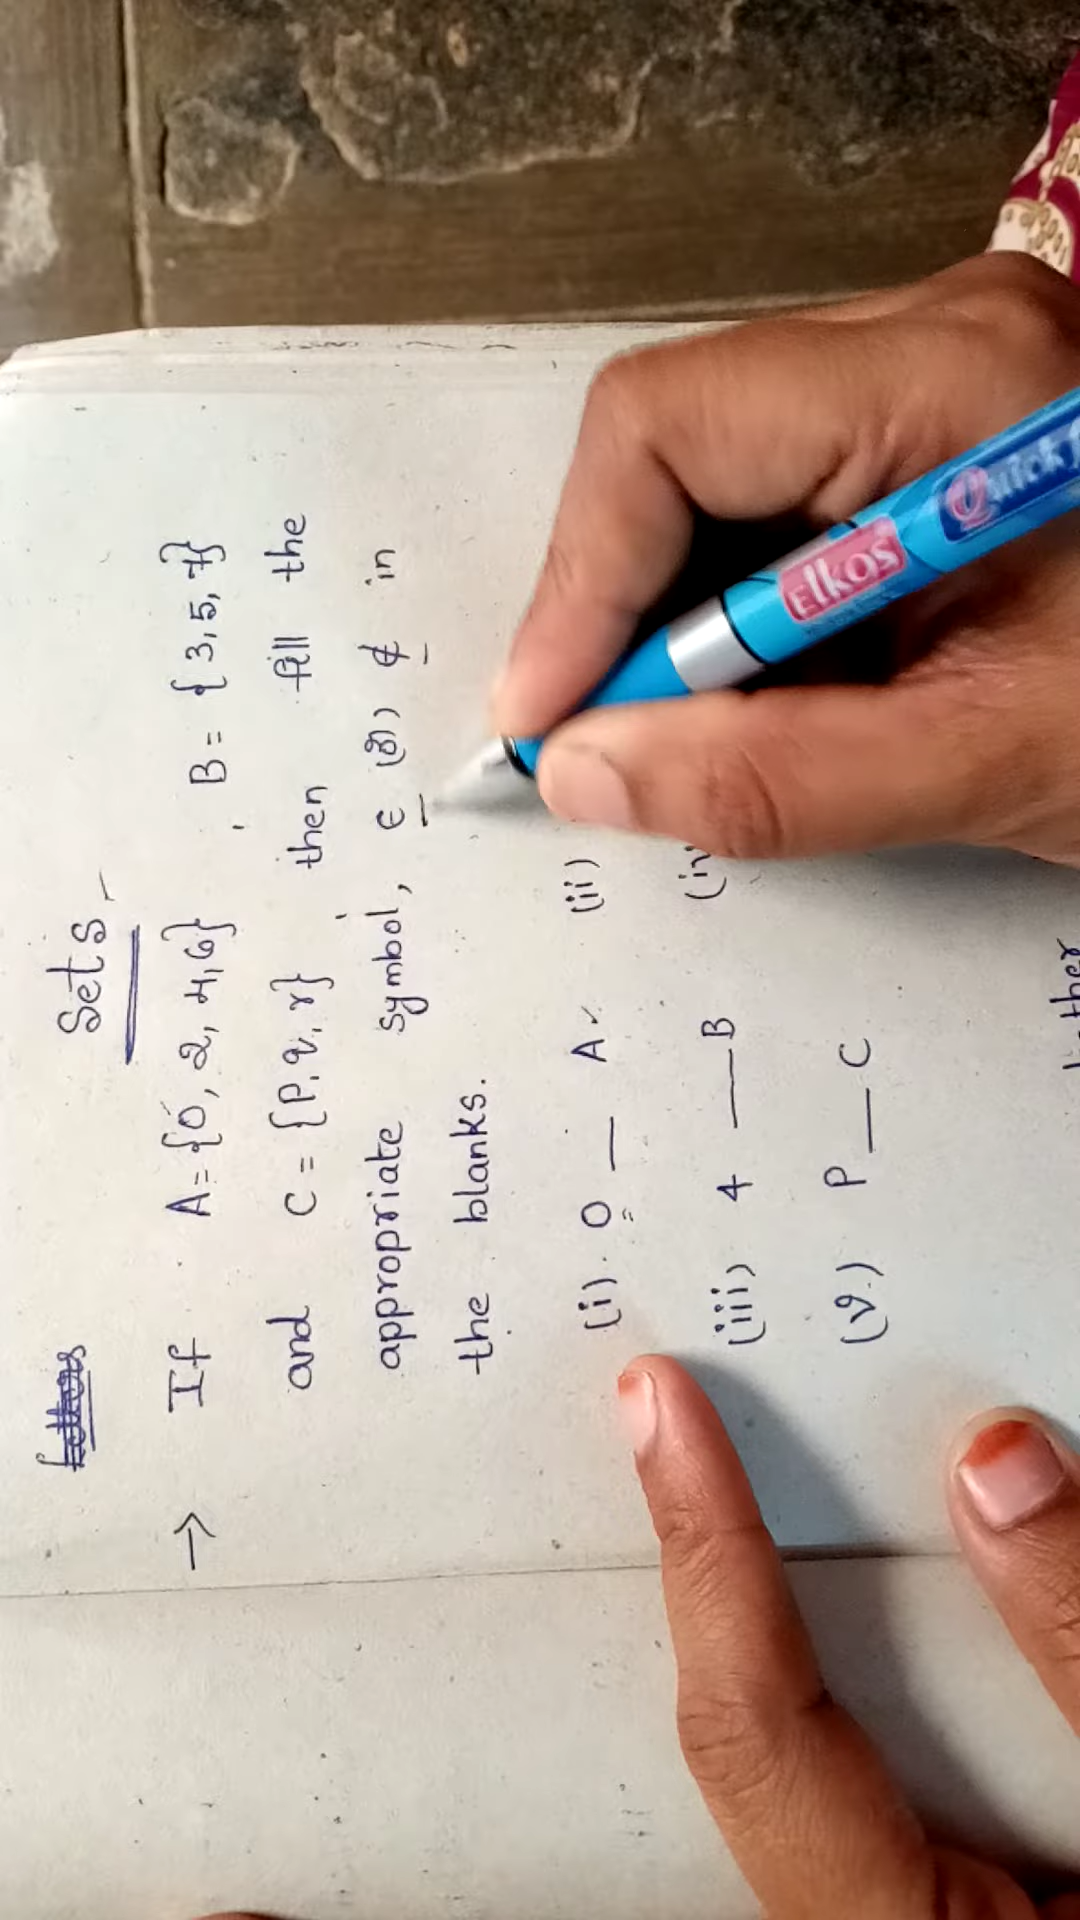 Sets
If A = {0, 2, 4, 6}, B = {3, 5, 7}
and C = {p, q, r} then fill the
appropriate symbol, ∈ (or) ∉ in
the blanks.
(i). 0 __ A (ii)
(iii) 4 __ B
(v.) P __ C
Elkos